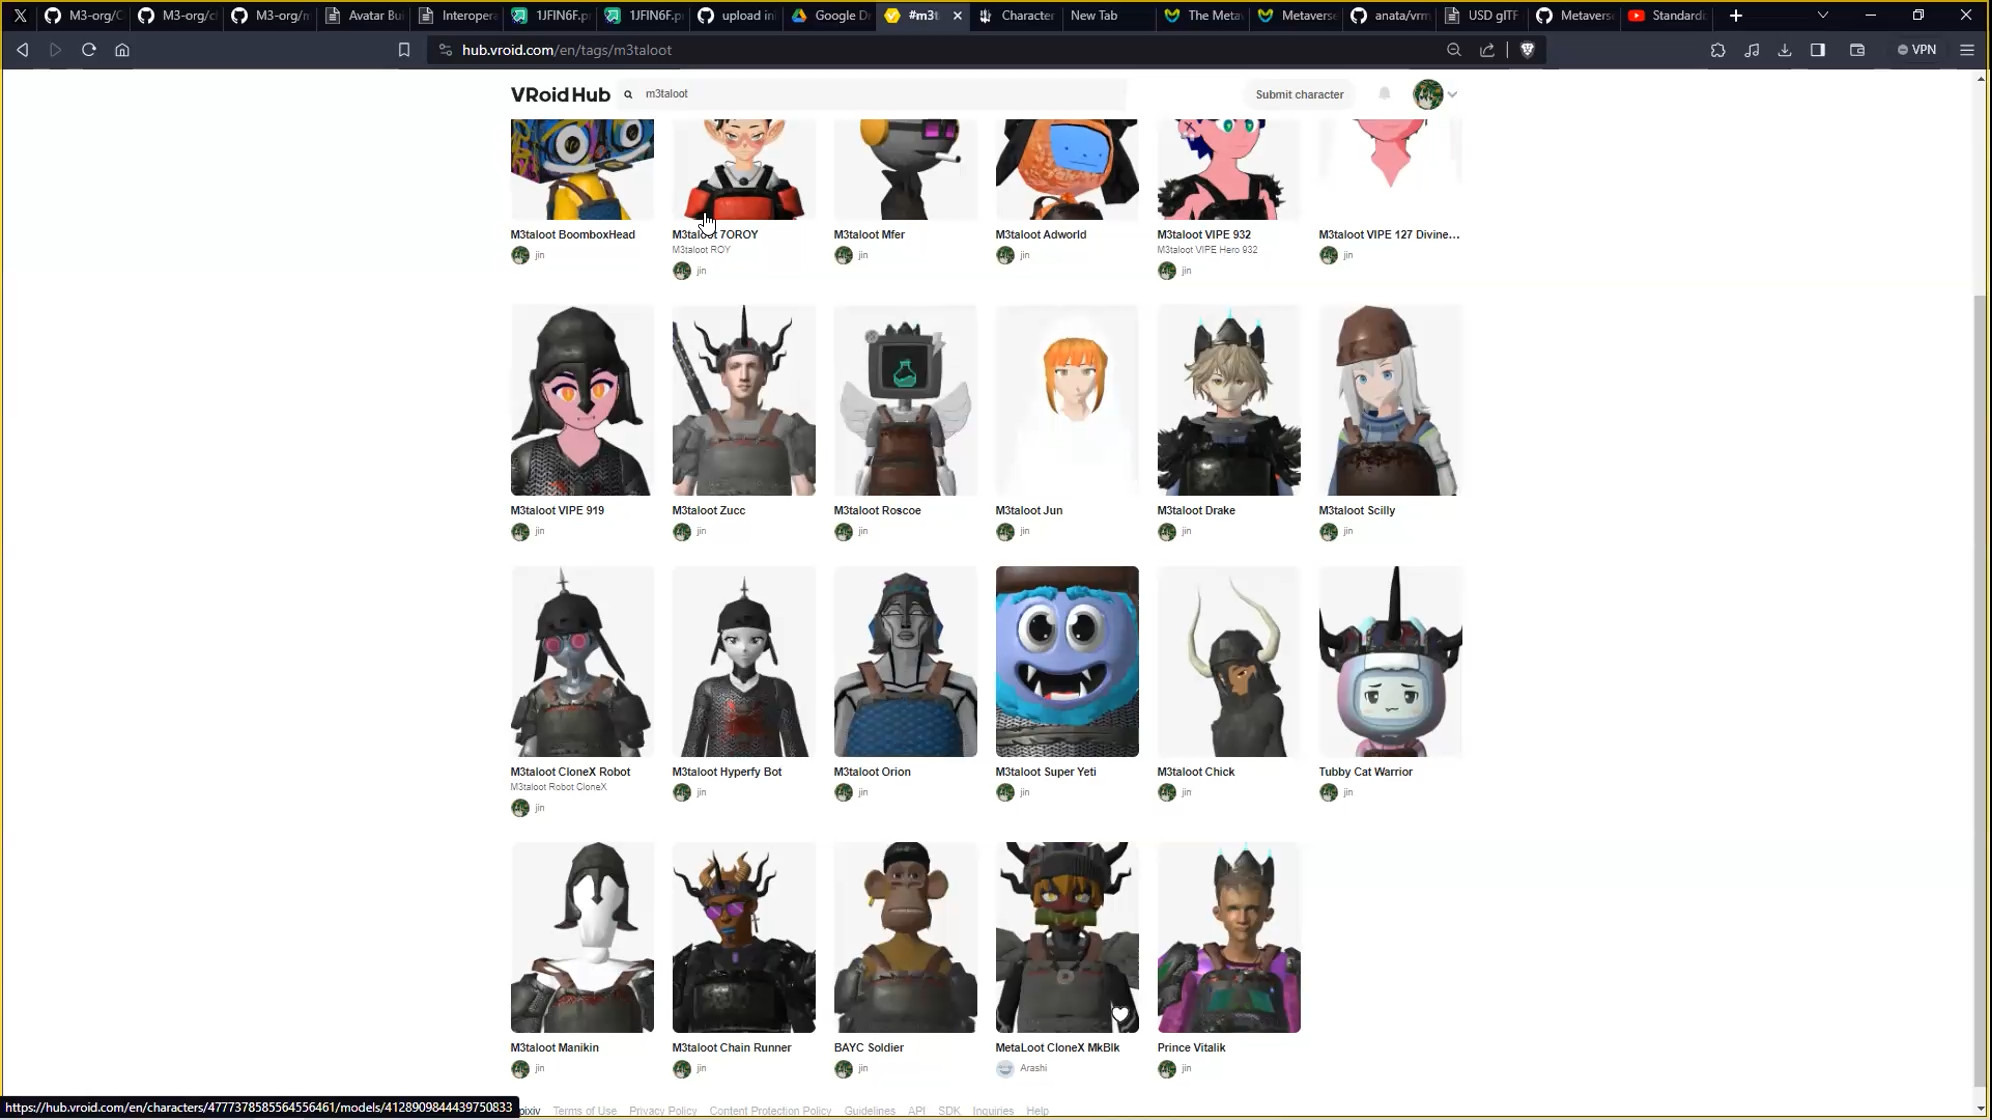 M3-org/C
M3-org/cl
M3-org/m
Avatar Bui
Interopera
1JFIN6F.pn
1JFIN6F.pn
upload in
Google Dr
#m3t
Character
New Tab
The Meta
Metaverse
anata/vrm
USD glTF
Metaverse
Standardi
hub.vroid.com/en/tags/m3taloot
VPN
VRoid Hub
m3taloot
Submit character
M3taloot BoomboxHead
jin
M3taloot 7OROY
M3taloot ROY
jin
M3taloot Mfer
jin
M3taloot Adworld
jin
M3taloot VIPE 932
M3taloot VIPE Hero 932
jin
M3taloot VIPE 127 Divine...
jin
M3taloot VIPE 919
jin
M3taloot Zucc
jin
M3taloot Roscoe
jin
M3taloot Jun
jin
M3taloot Drake
jin
M3taloot Scilly
jin
M3taloot CloneX Robot
M3taloot Robot CloneX
jin
M3taloot Hyperfy Bot
jin
M3taloot Orion
jin
M3taloot Super Yeti
jin
M3taloot Chick
jin
Tubby Cat Warrior
jin
M3taloot Manikin
jin
M3taloot Chain Runner
jin
BAYC Soldier
jin
MetaLoot CloneX MkBlk
Arashi
Prince Vitalik
jin
https://hub.vroid.com/en/characters/4777378585564556461/models/4128909844439750833
pixiv Terms of Use Privacy Policy Content Protection Policy Guidelines API SDK Inquiries Help